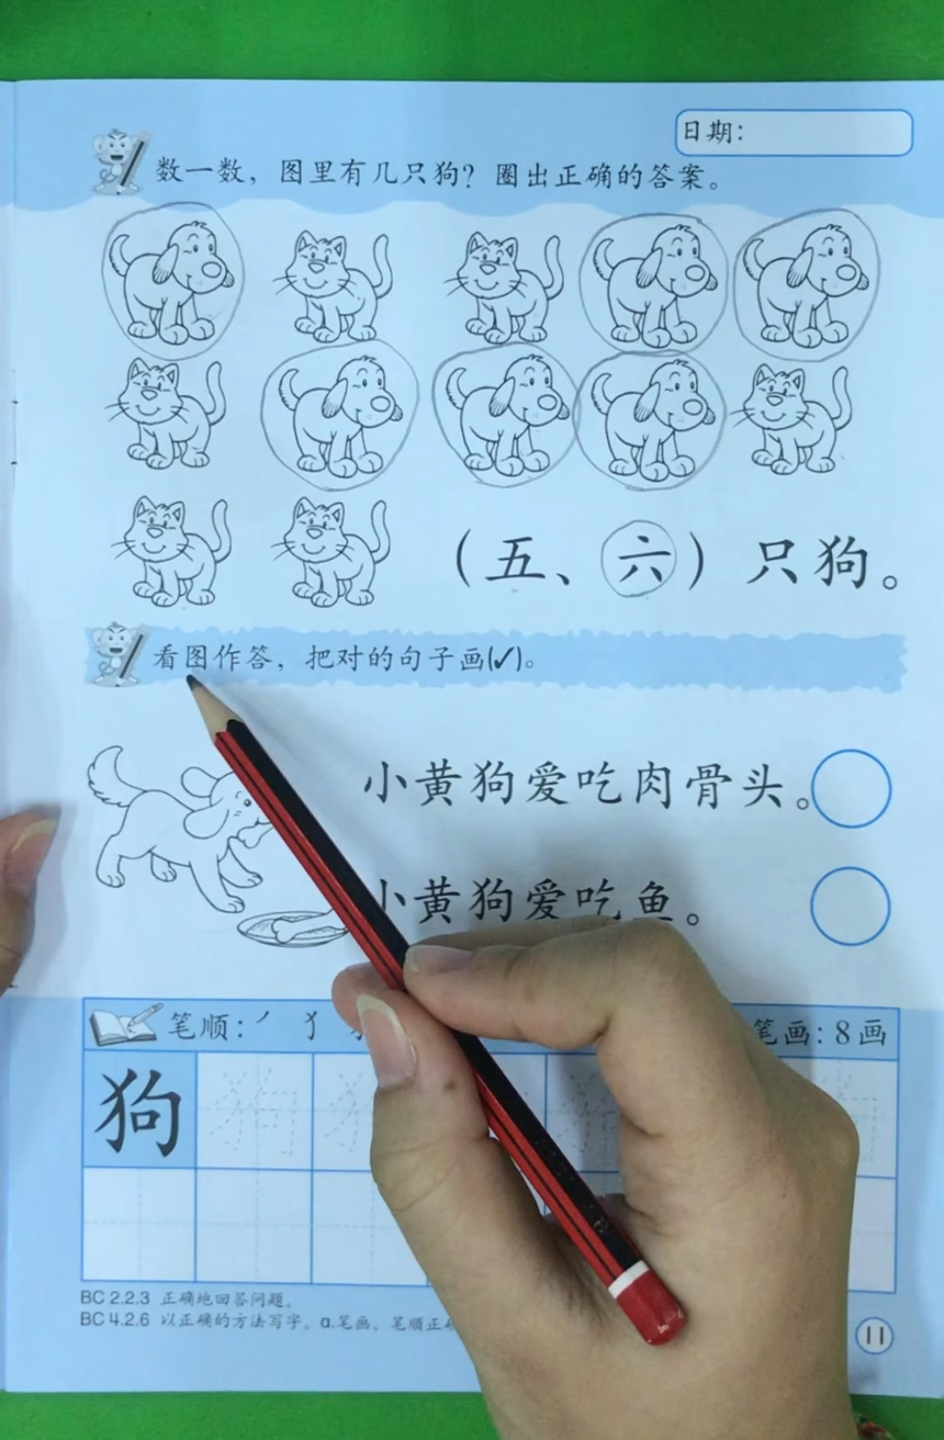 日期：
数一数，图里有几只狗？圈出正确的答案。
（五、六）只狗。
看图作答，把对的句子画(✓)。
小黄狗爱吃肉骨头。
小黄狗爱吃鱼。
笔顺：丿 犭 笔画：8画
狗 狗
BC 2.2.3 正确地回答问题。
BC 4.2.6 以正确的方法写字。a.笔画、笔顺正确
11